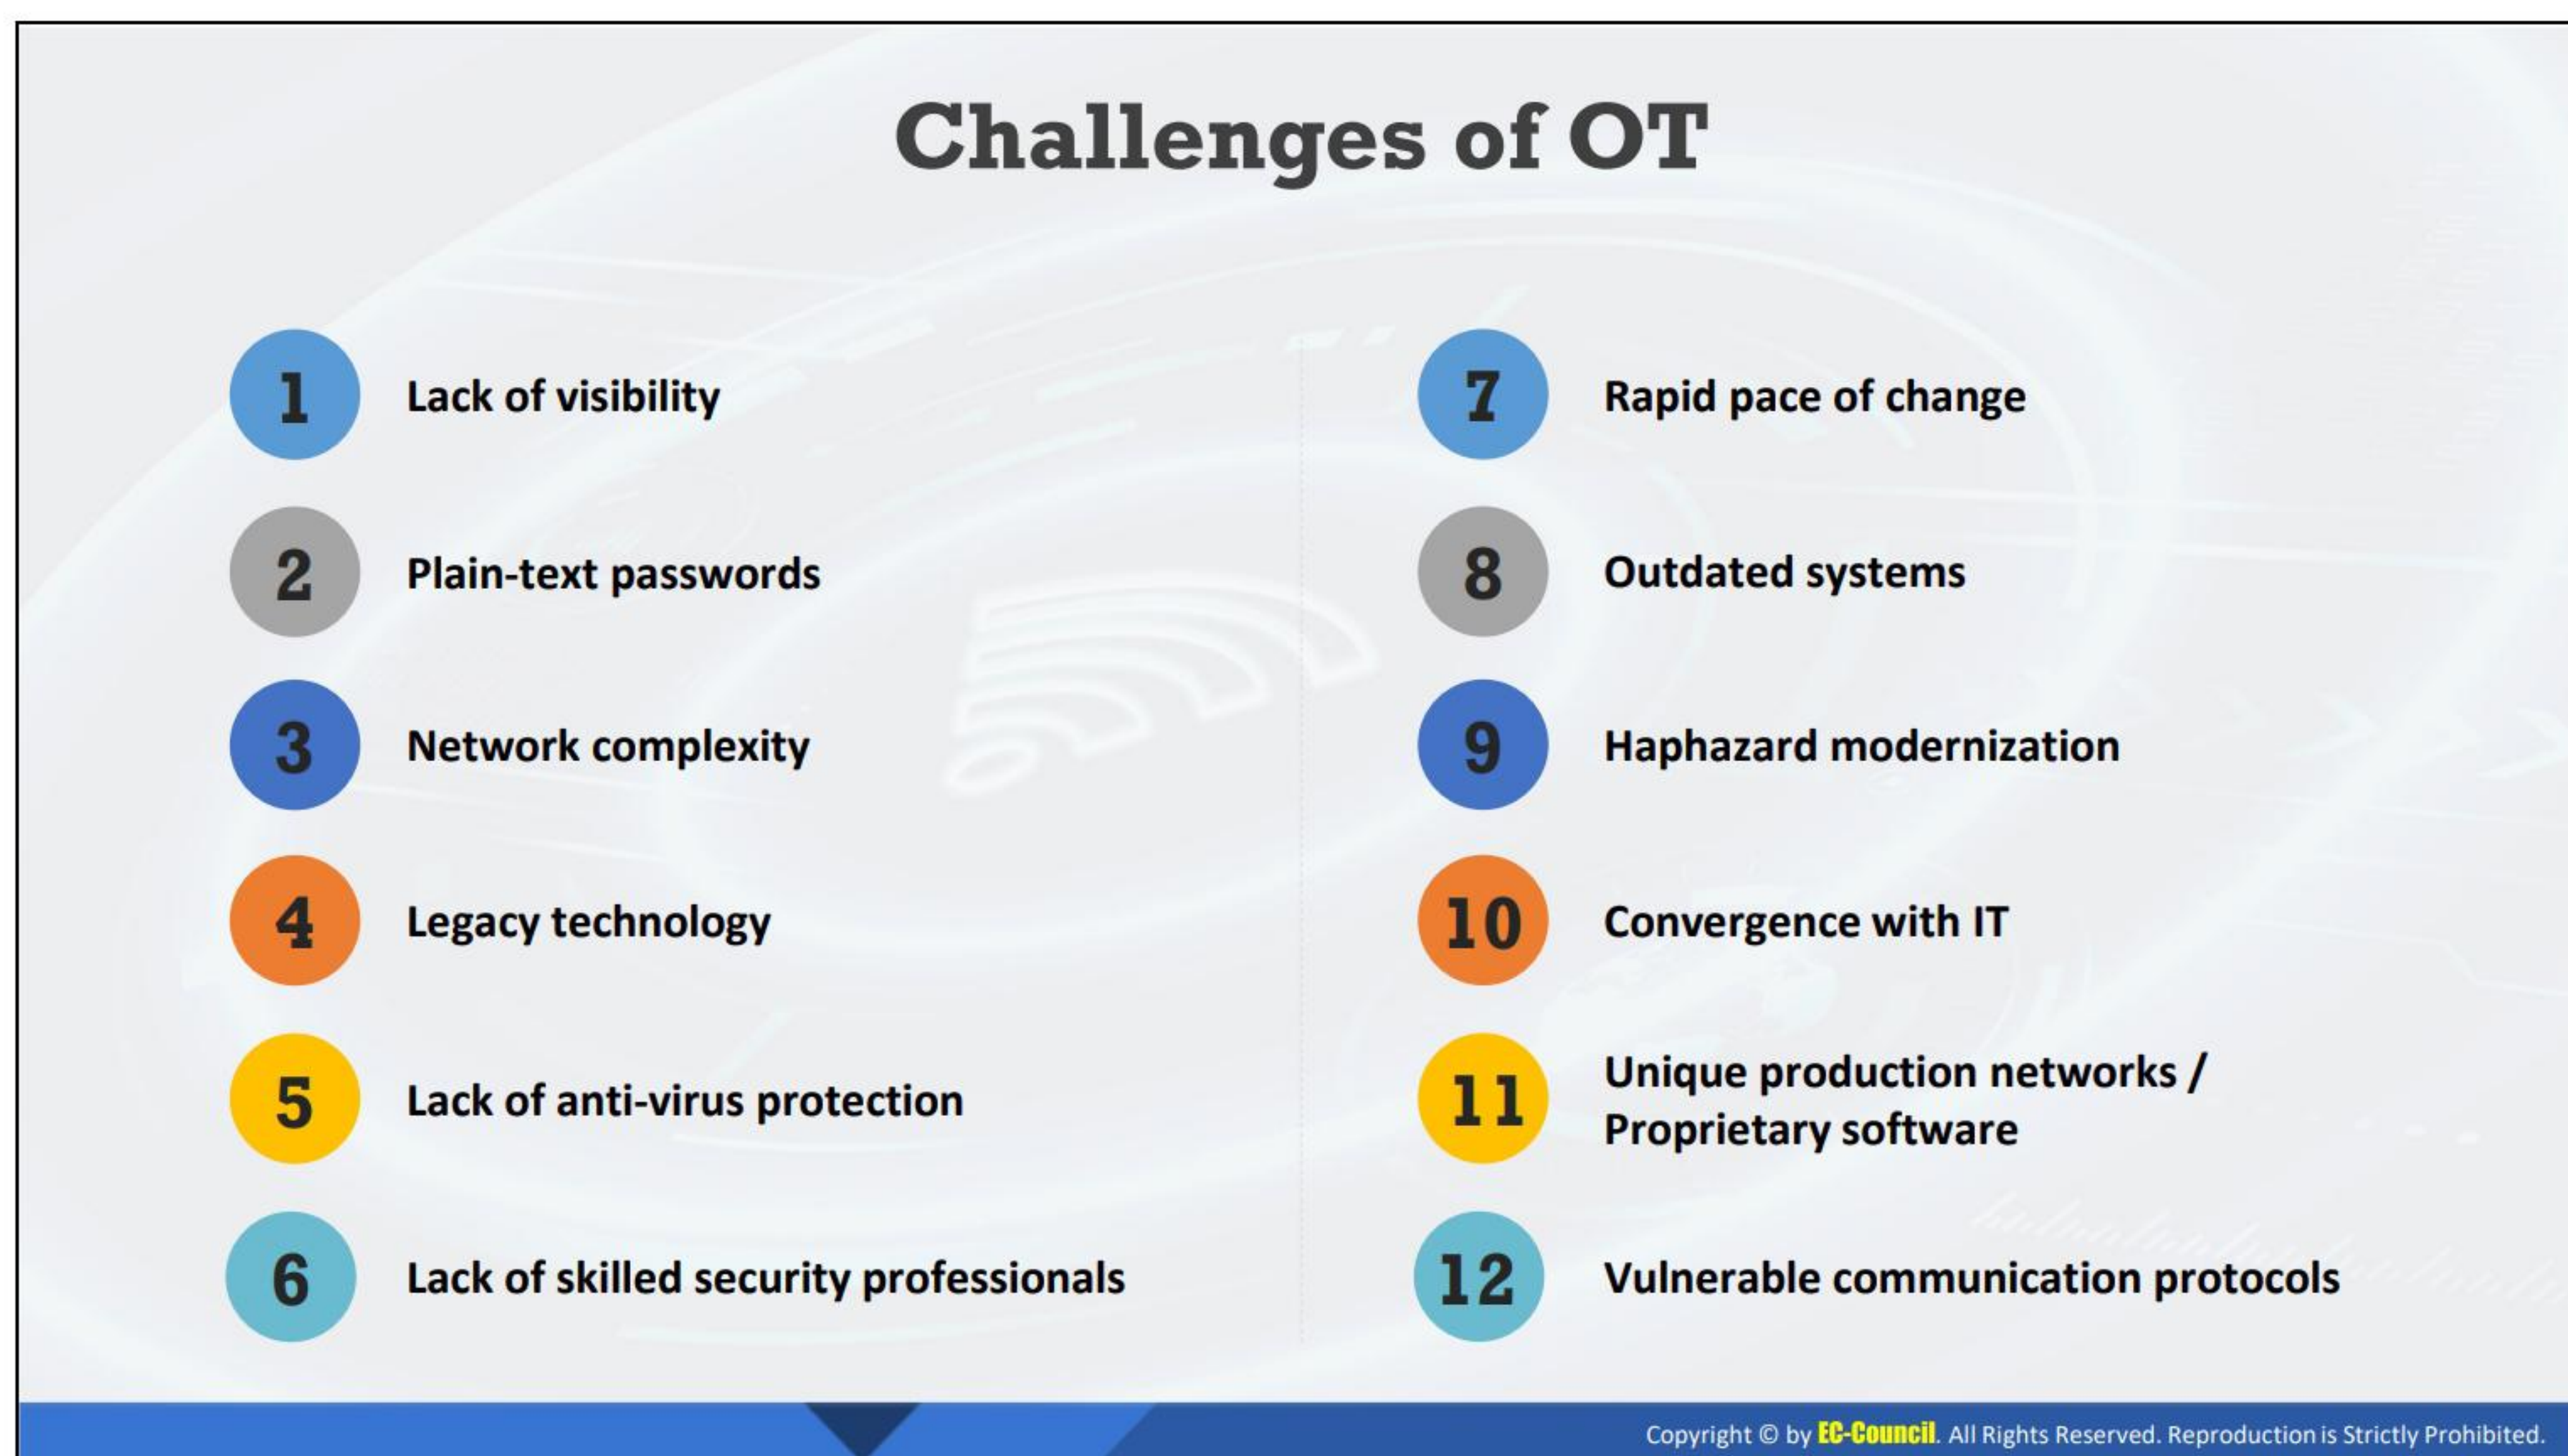 Challenges of OT
1 Lack of visibility
2 Plain-text passwords
3 Network complexity
4 Legacy technology
5 Lack of anti-virus protection
6 Lack of skilled security professionals
7 Rapid pace of change
8 Outdated systems
9 Haphazard modernization
10 Convergence with IT
11 Unique production networks /
Proprietary software
12 Vulnerable communication protocols
Copyright © by EC-Council. All Rights Reserved. Reproduction is Strictly Prohibited.